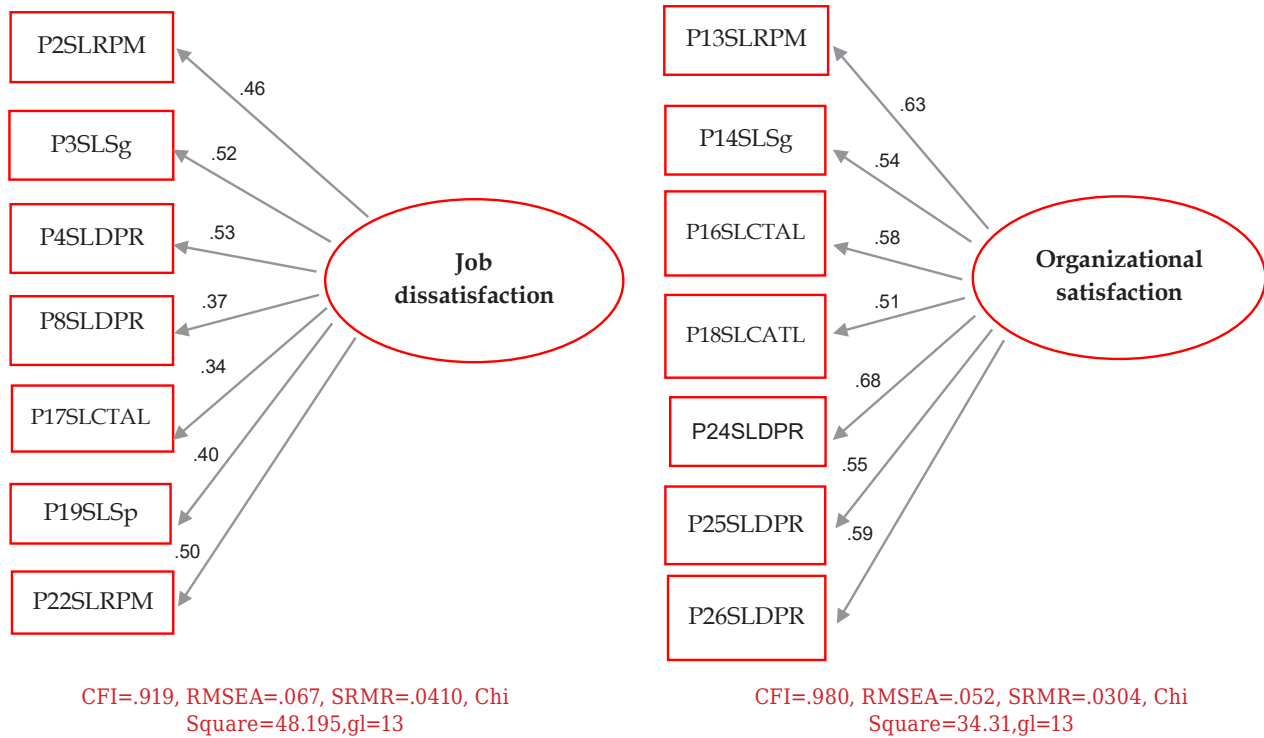 P2SLRPM
.46
P3SLSg
.52
P4SLDPR
.53
P8SLDPR
.37
P17SLCTAL
.34
P19SLSp
.40
P22SLRPM
.50
Job
dissatisfaction
CFI=.919, RMSEA=.067, SRMR=.0410, Chi
Square=48.195,gl=13
P13SLRPM
.63
P14SLSg
.54
P16SLCTAL
.58
P18SLCATL
.51
P24SLDPR
.68
P25SLDPR
.55
P26SLDPR
.59
Organizational
satisfaction
CFI=.980, RMSEA=.052, SRMR=.0304, Chi
Square=34.31,gl=13